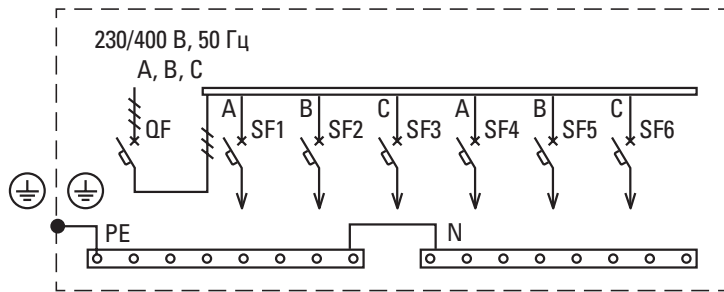 230/400 В, 50 Гц
А, В, С
QF
A SF1
B SF2
C SF3
A SF4
B SF5
C SF6
PE
N